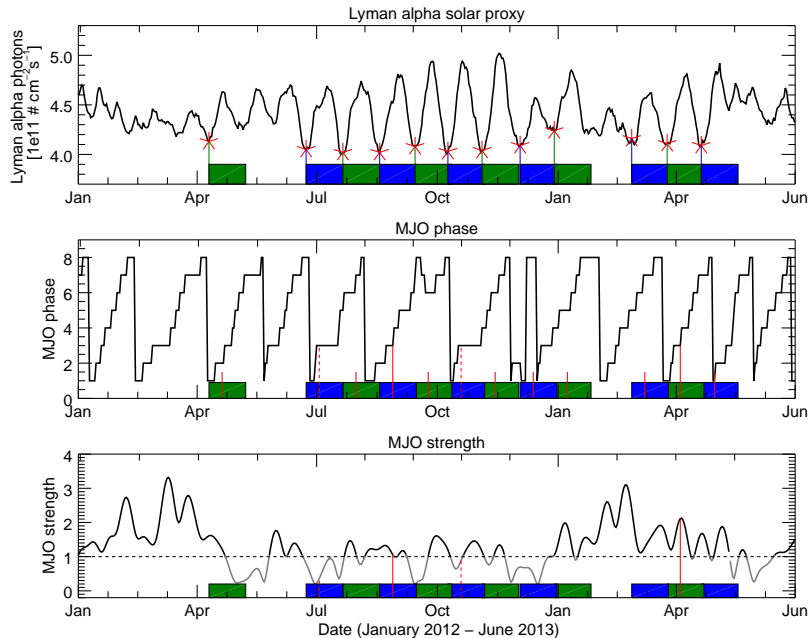 Lyman alpha solar proxy
Lyman alpha photons
[1e11 # cm⁻²s⁻¹]
5.0
4.5
4.0
Jan Apr Jul Oct Jan Apr Jun
MJO phase
MJO phase
8
6
4
2
0
Jan Apr Jul Oct Jan Apr Jun
MJO strength
MJO strength
4
3
2
1
0
Jan Apr Jul Oct Jan Apr Jun
Date (January 2012 − June 2013)